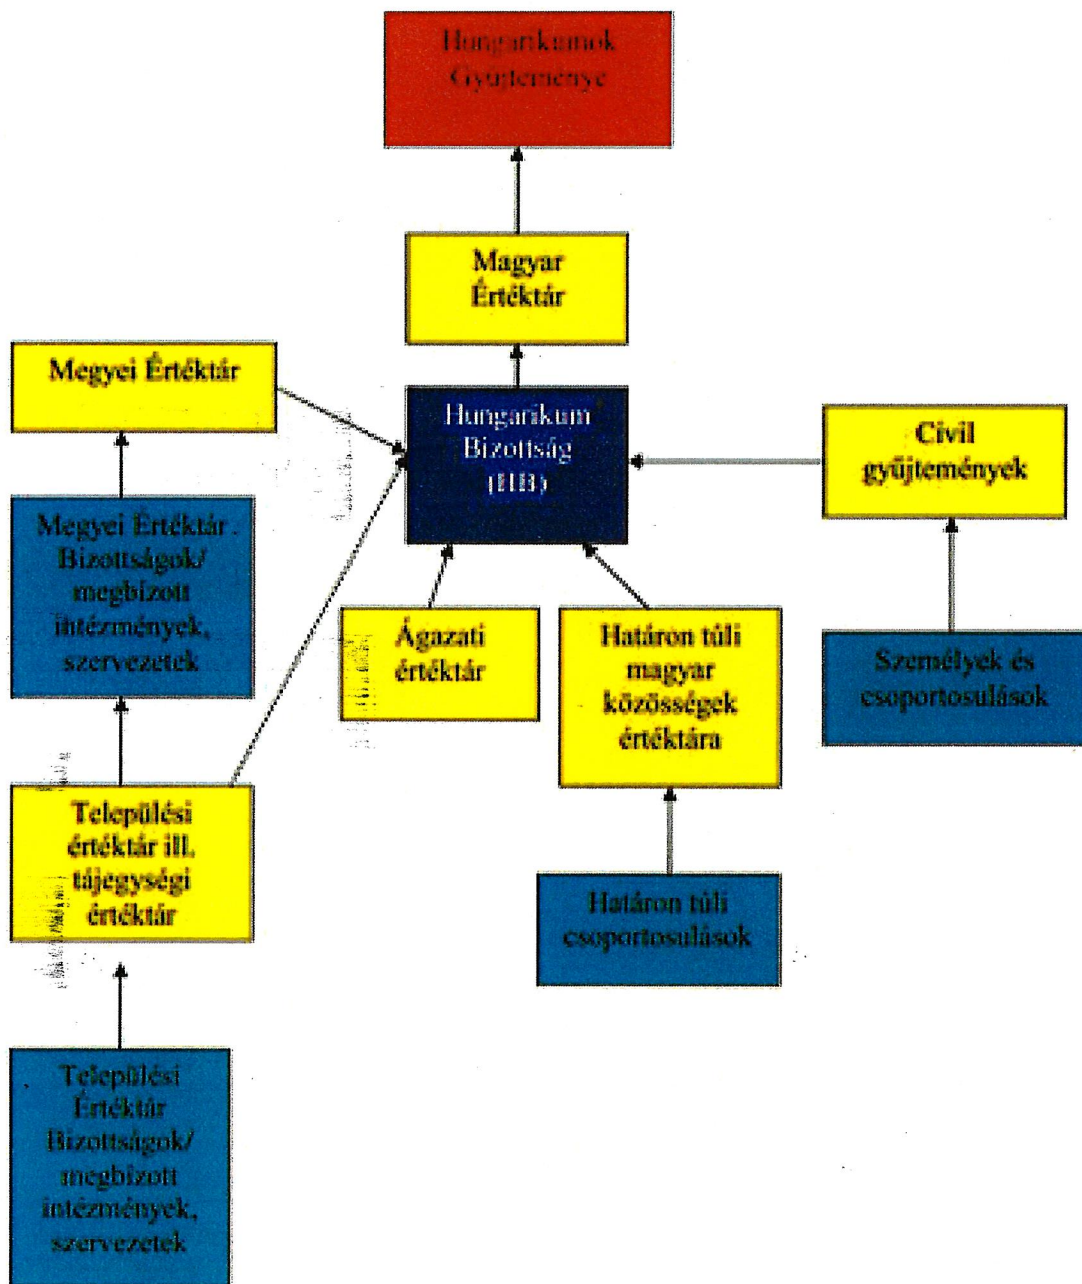 Hungarikumok
Gyűjteménye
Magyar
Értéktár
Megyei Értéktár
Hungarikum
Bizottság
(HB)
Civil
gyűjtemények
Megyei Értéktár
Bizottságok/
megbízott
intézmények,
szervezetek
Ágazati
értéktár
Határon túli
magyar
közösségek
értéktára
Személyek és
csoportosulások
Települési
értéktár ill.
tájegységi
értéktár
Határon túli
csoportosulások
Települési
Értéktár
Bizottságok/
megbízott
intézmények,
szervezetek